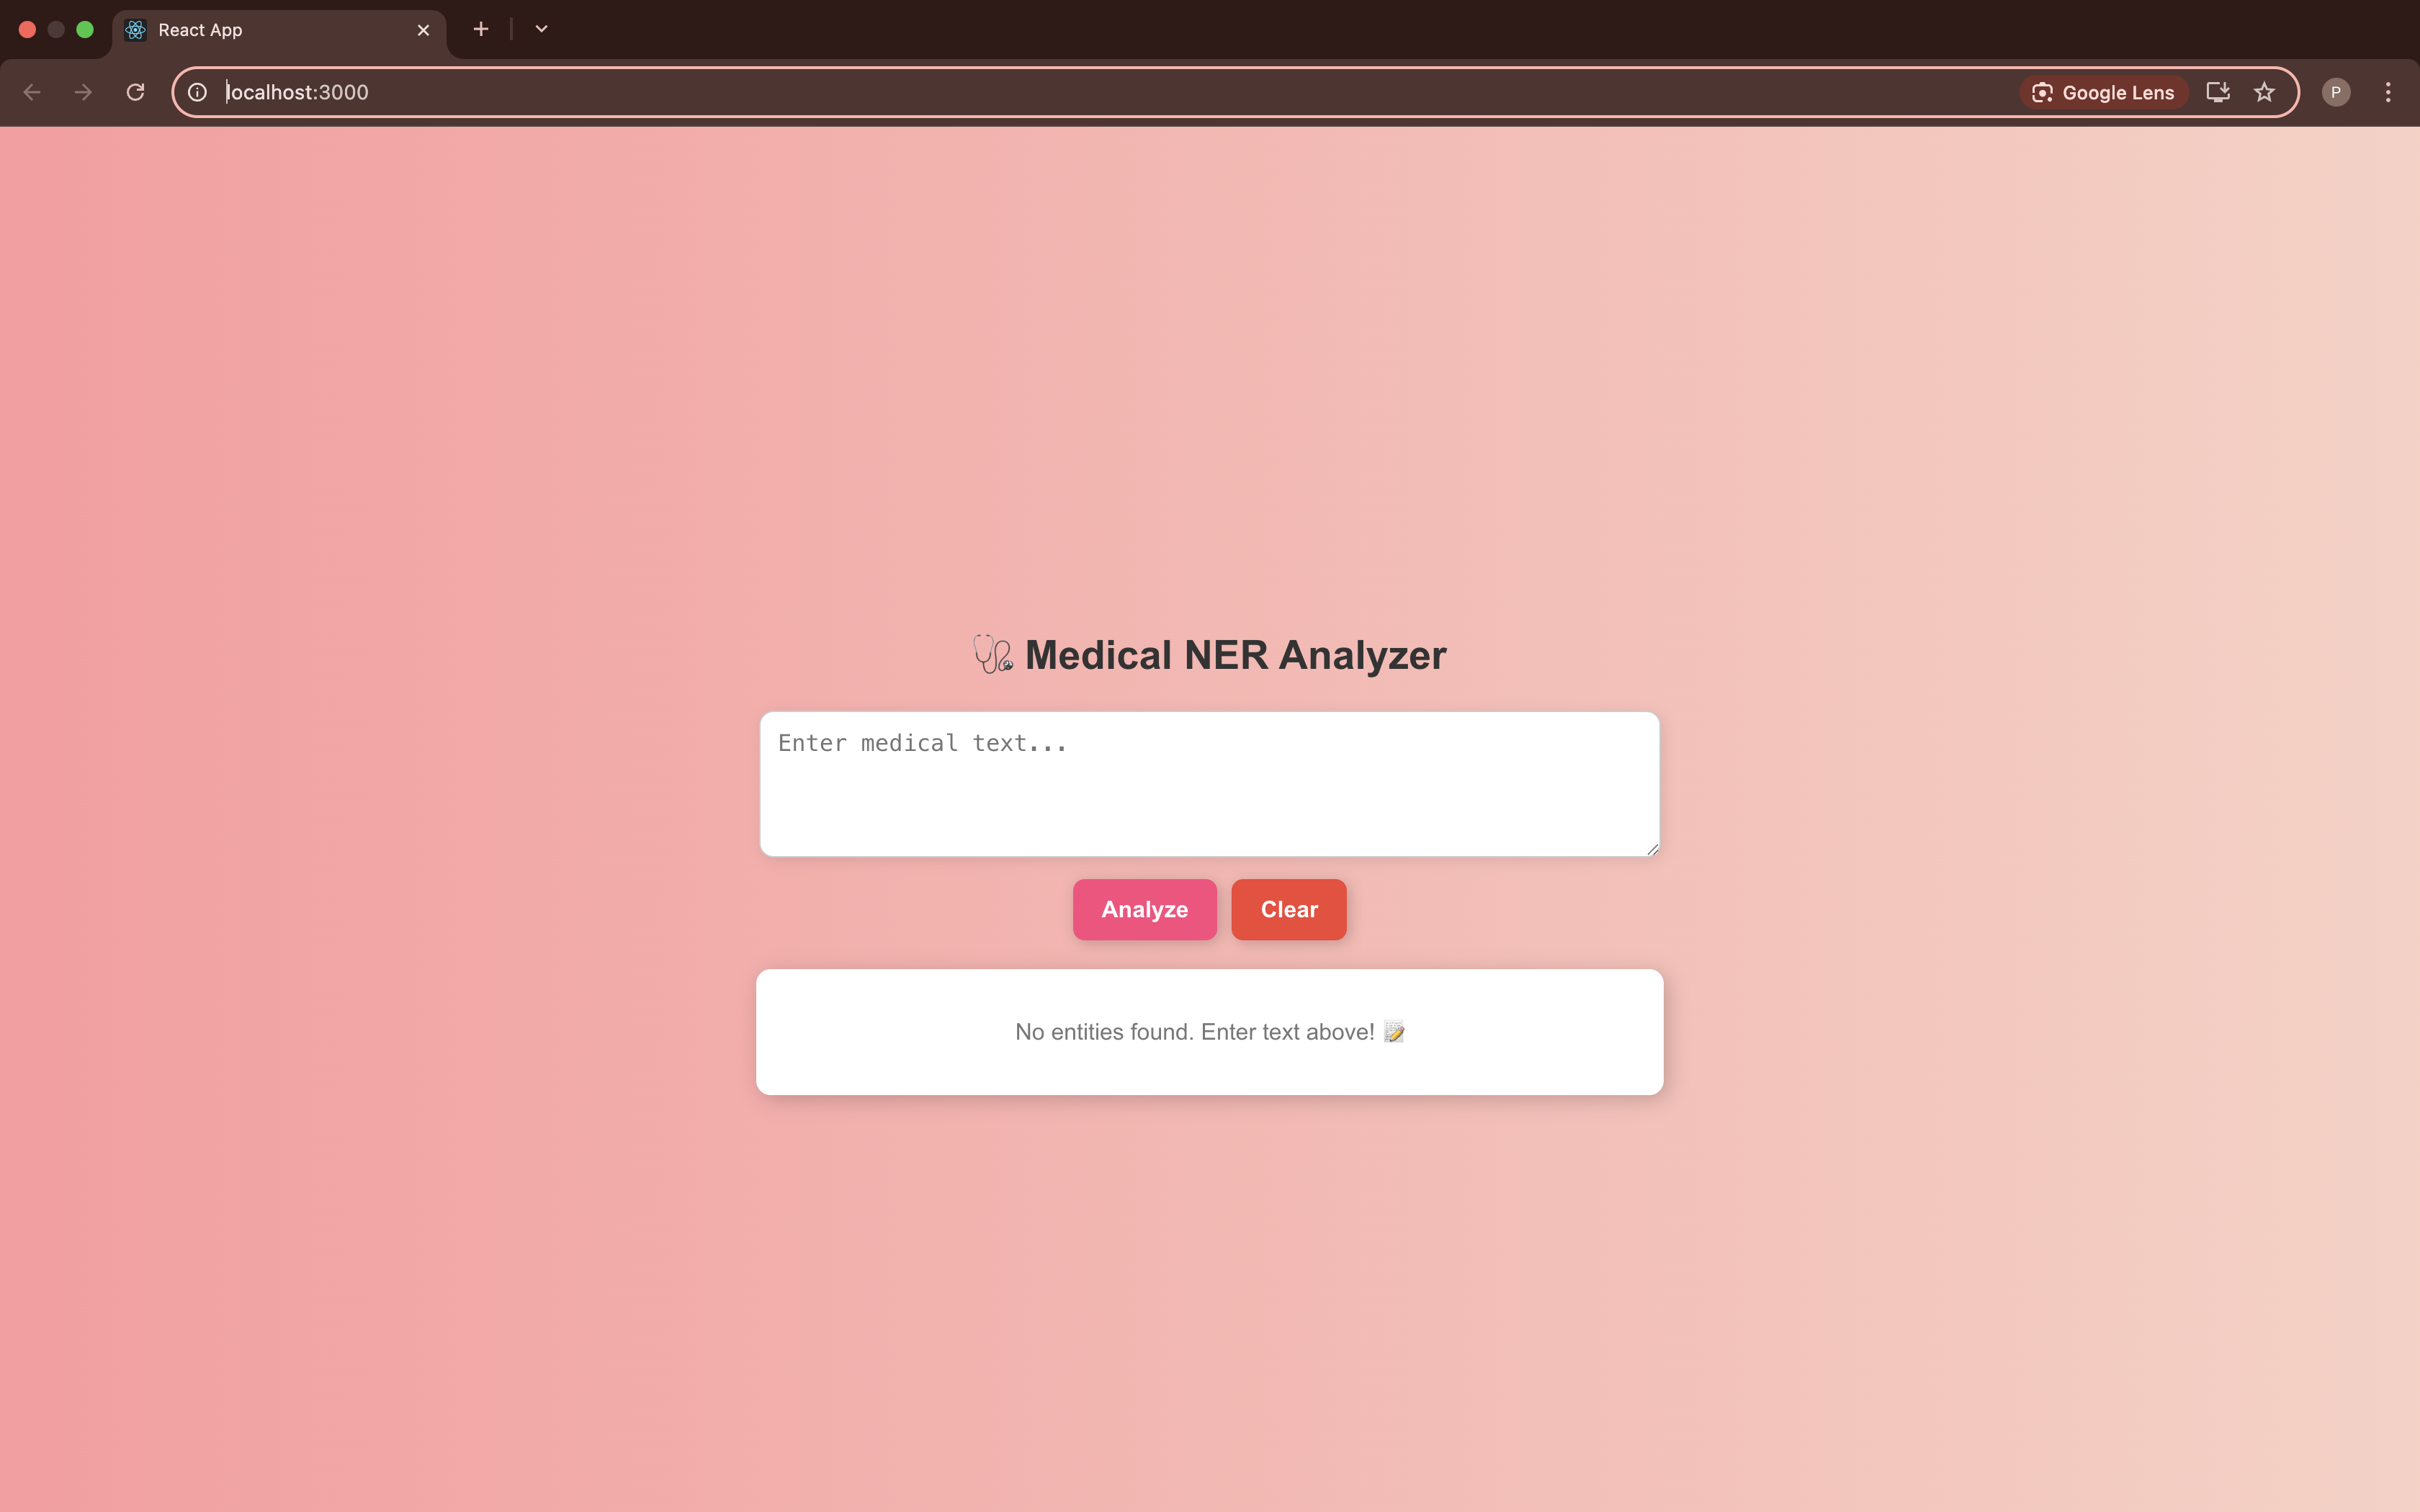 React App
localhost:3000
Google Lens
P
🩺 Medical NER Analyzer
Enter medical text...
Analyze
Clear
No entities found. Enter text above! 📝